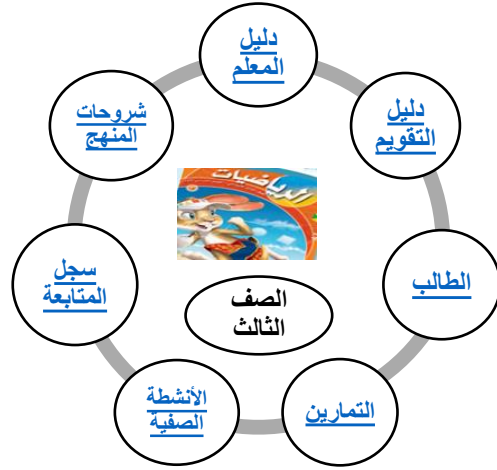 دليل
المعلم
دليل
التقويم
الطالب
التمارين
الأنشطة
الصفية
سجل
المتابعة
شروحات
المنهج
الرياضيات
الصف
الثالث